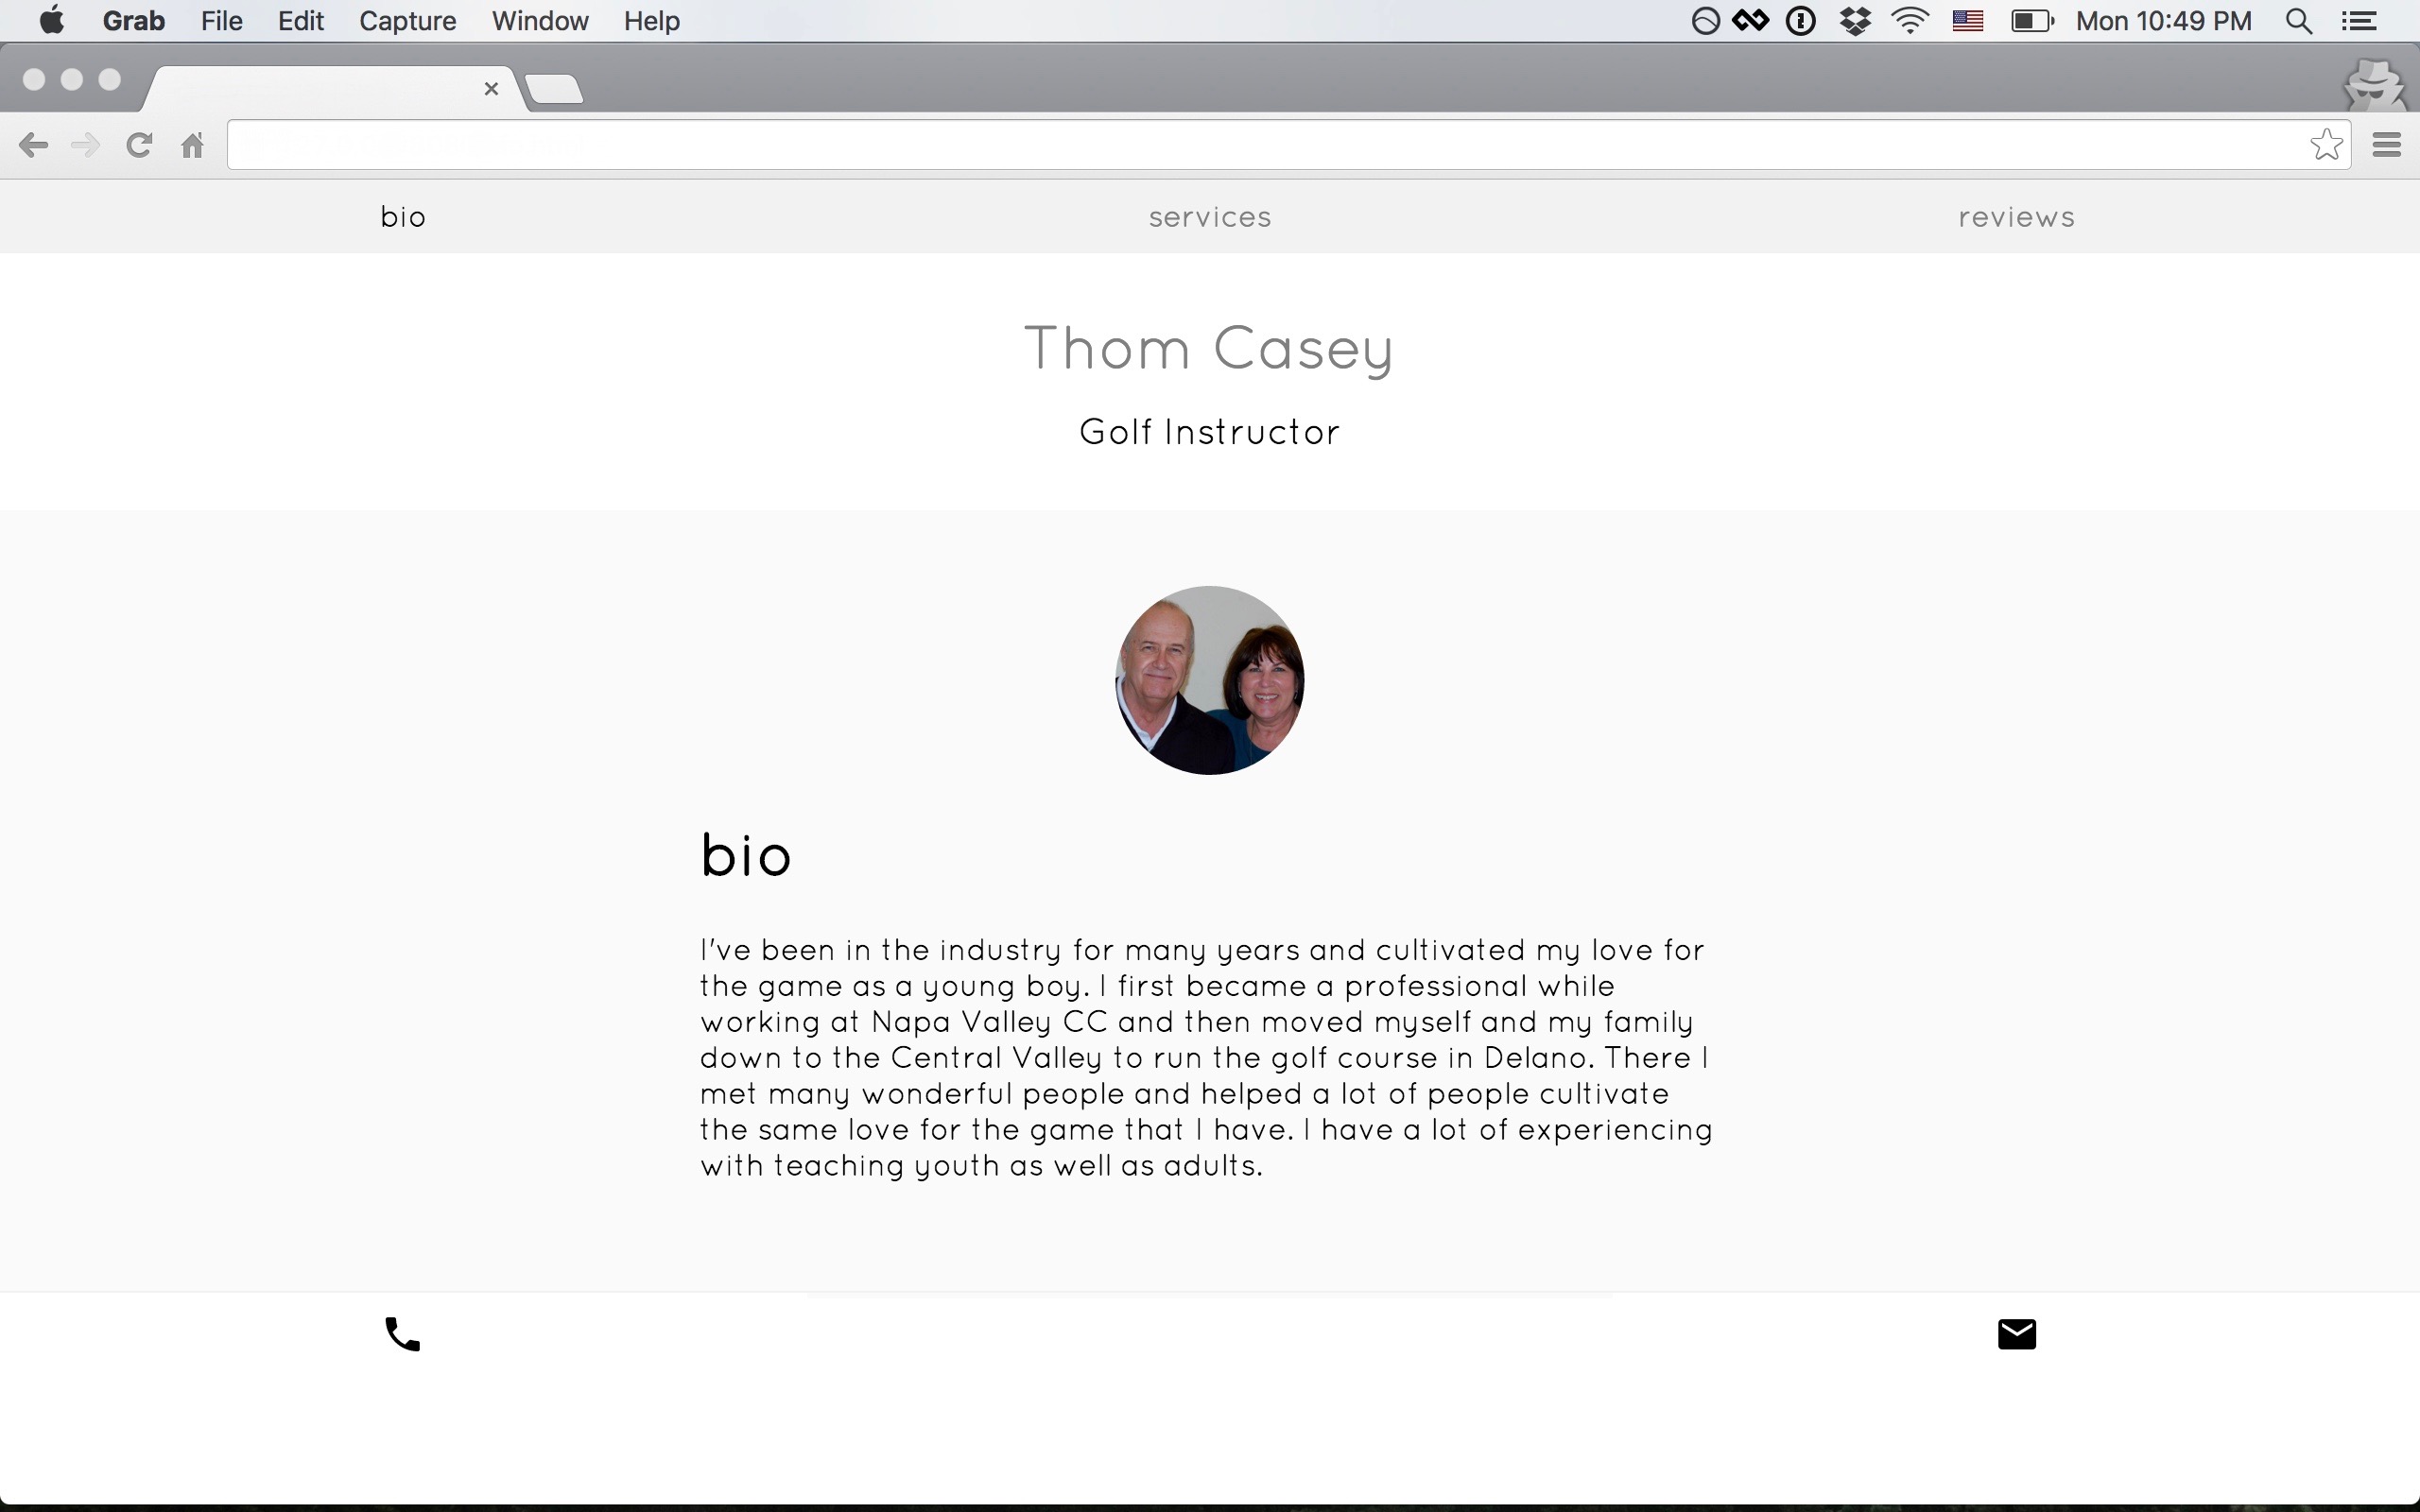 Grab File Edit Capture Window Help Mon 10:49 PM
bio services reviews
Thom Casey
Golf Instructor
bio
I've been in the industry for many years and cultivated my love for
the game as a young boy. I first became a professional while
working at Napa Valley CC and then moved myself and my family
down to the Central Valley to run the golf course in Delano. There I
met many wonderful people and helped a lot of people cultivate
the same love for the game that I have. I have a lot of experiencing
with teaching youth as well as adults.